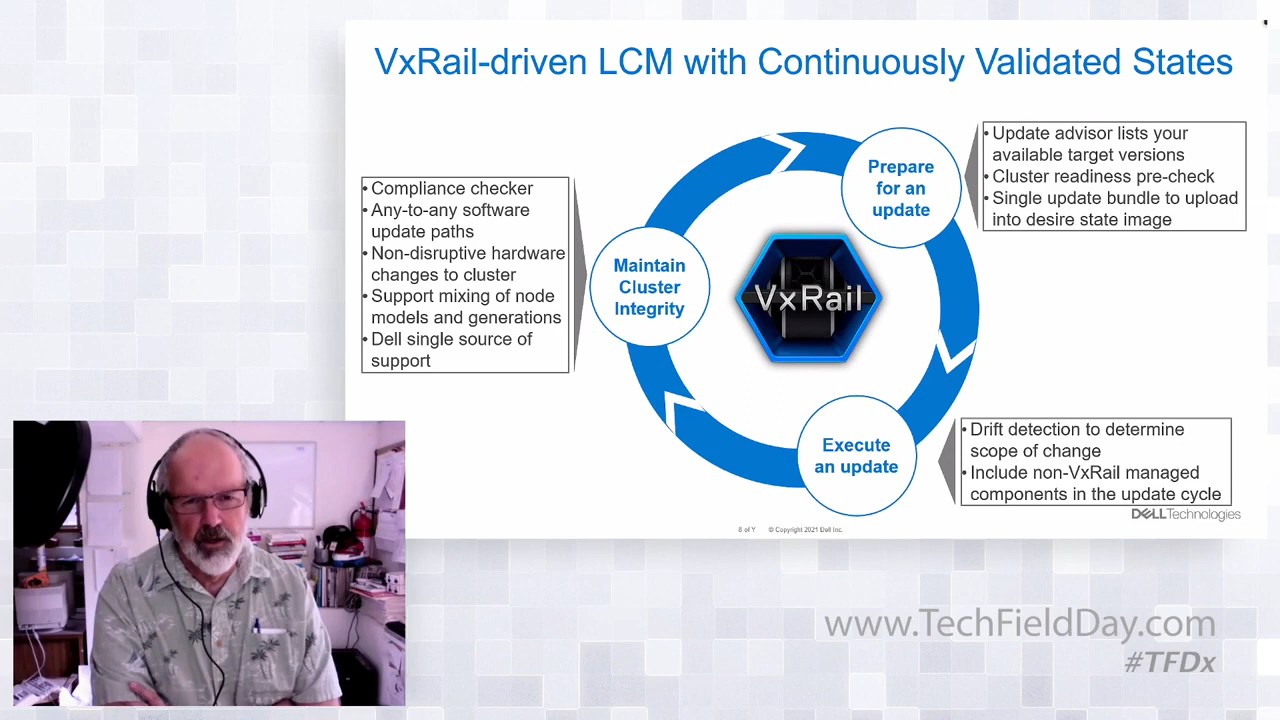 VxRail-driven LCM with Continuously Validated States
• Compliance checker
• Any-to-any software
update paths
• Non-disruptive hardware
changes to cluster
• Support mixing of node
models and generations
• Dell single source of
support
Maintain
Cluster
Integrity
VxRail
Prepare
for an
update
• Update advisor lists your
available target versions
• Cluster readiness pre-check
• Single update bundle to upload
into desire state image
Execute
an update
• Drift detection to determine
scope of change
• Include non-VxRail managed
components in the update cycle
DELLTechnologies
8 of Y © Copyright 2021 Dell Inc.
www.TechFieldDay.com
#TFDx